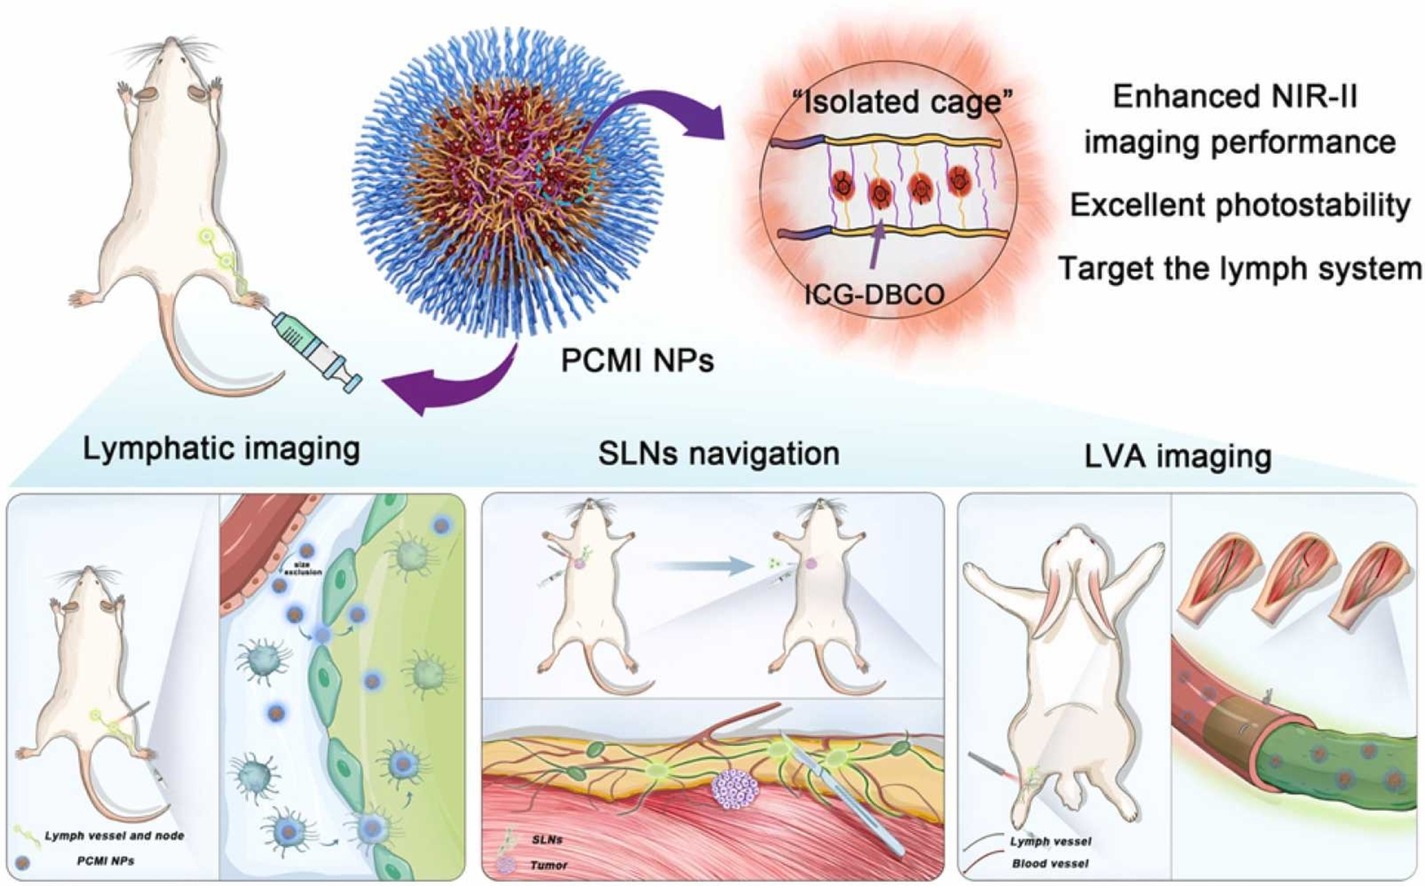 "Isolated cage"
ICG-DBCO
Enhanced NIR-II
imaging performance
Excellent photostability
Target the lymph system
PCMI NPs
Lymphatic imaging
SLNs navigation
LVA imaging
size
exclusion
Lymph vessel and node
PCMI NPs
SLNs
Tumor
Lymph vessel
Blood vessel